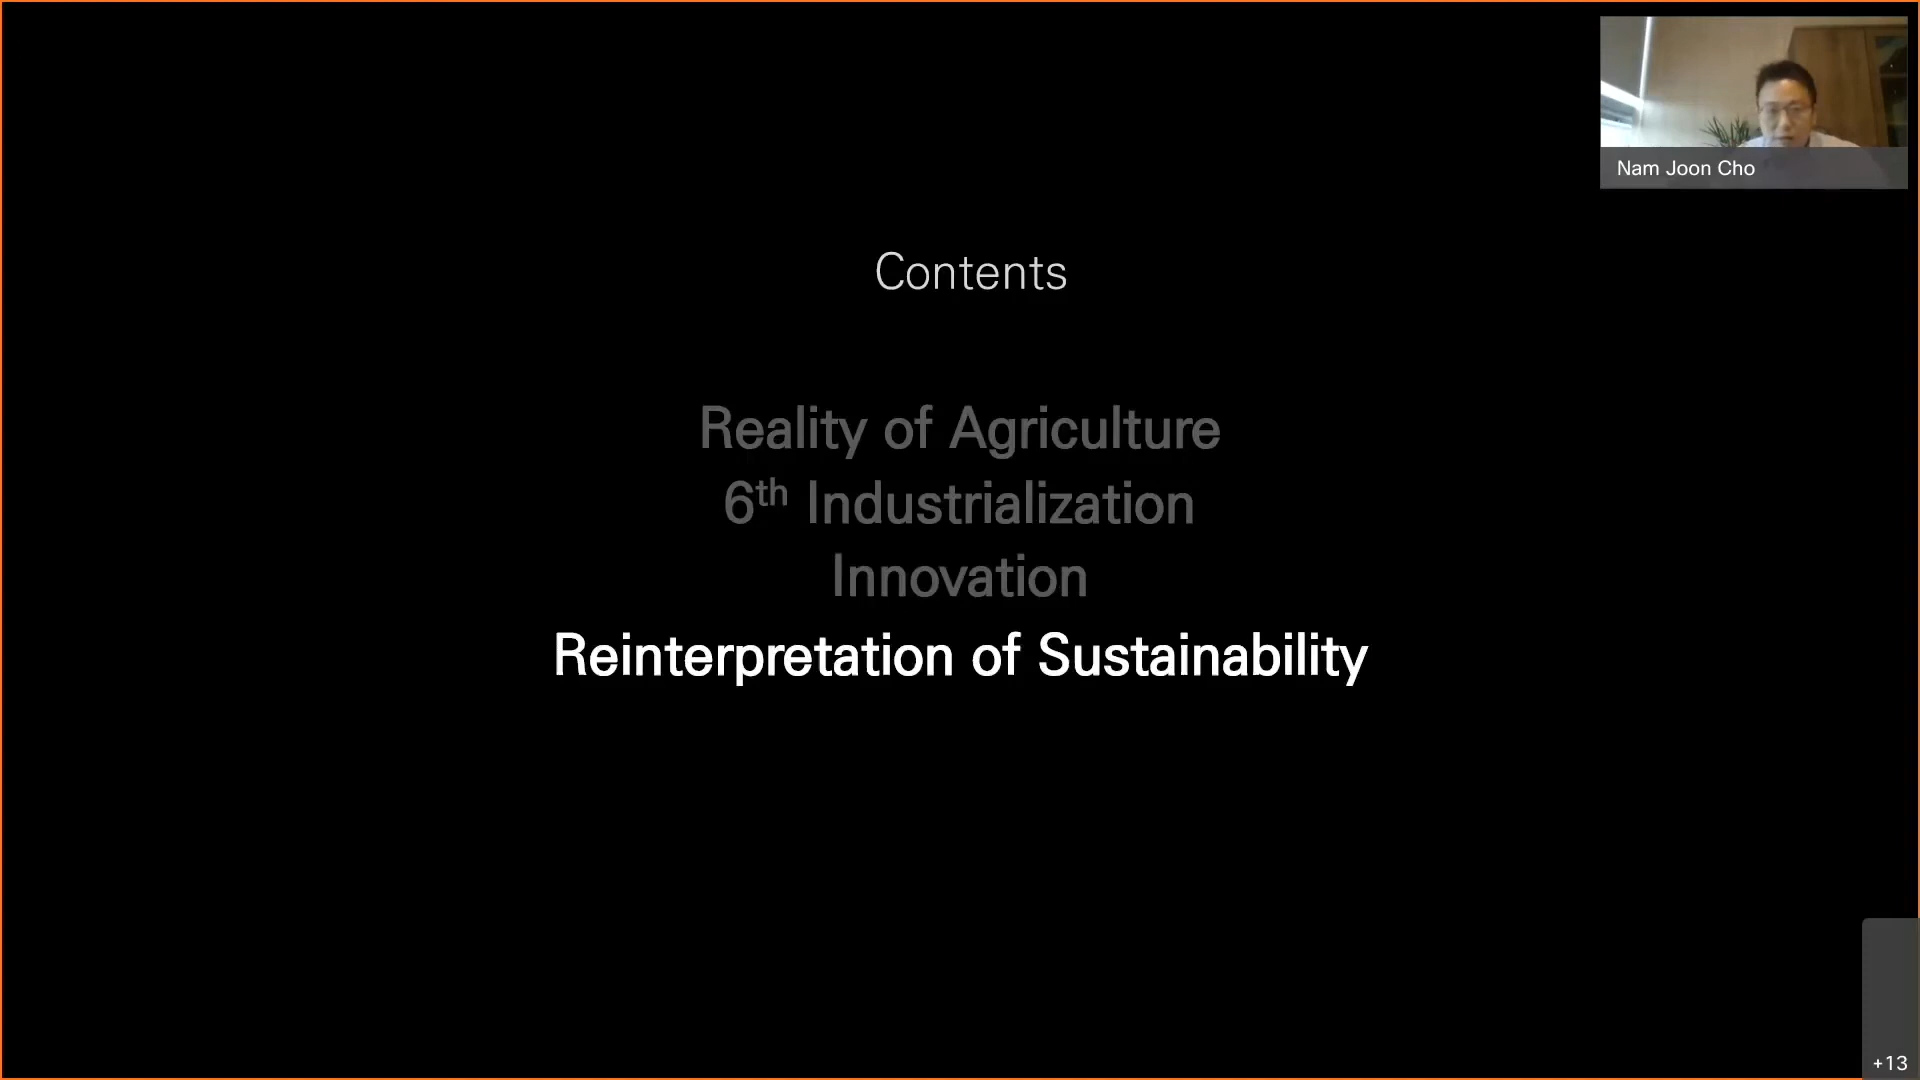 Nam Joon Cho
Contents
Reality of Agriculture
6th Industrialization
Innovation
Reinterpretation of Sustainability
+13